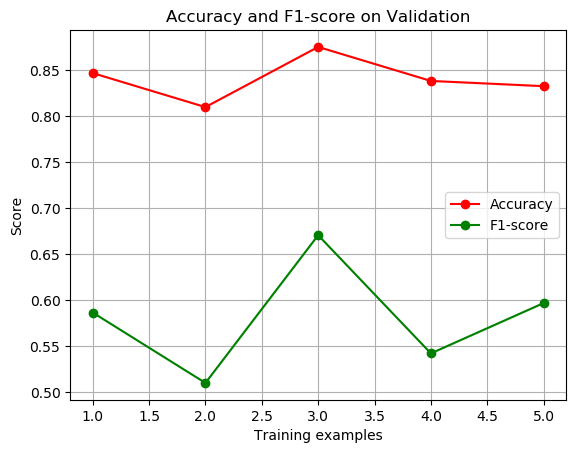 Accuracy and F1-score on Validation
0.85
0.80
0.75
0.70
0.65
0.60
0.55
0.50
Score
Accuracy
F1-score
1.0 1.5 2.0 2.5 3.0 3.5 4.0 4.5 5.0
Training examples